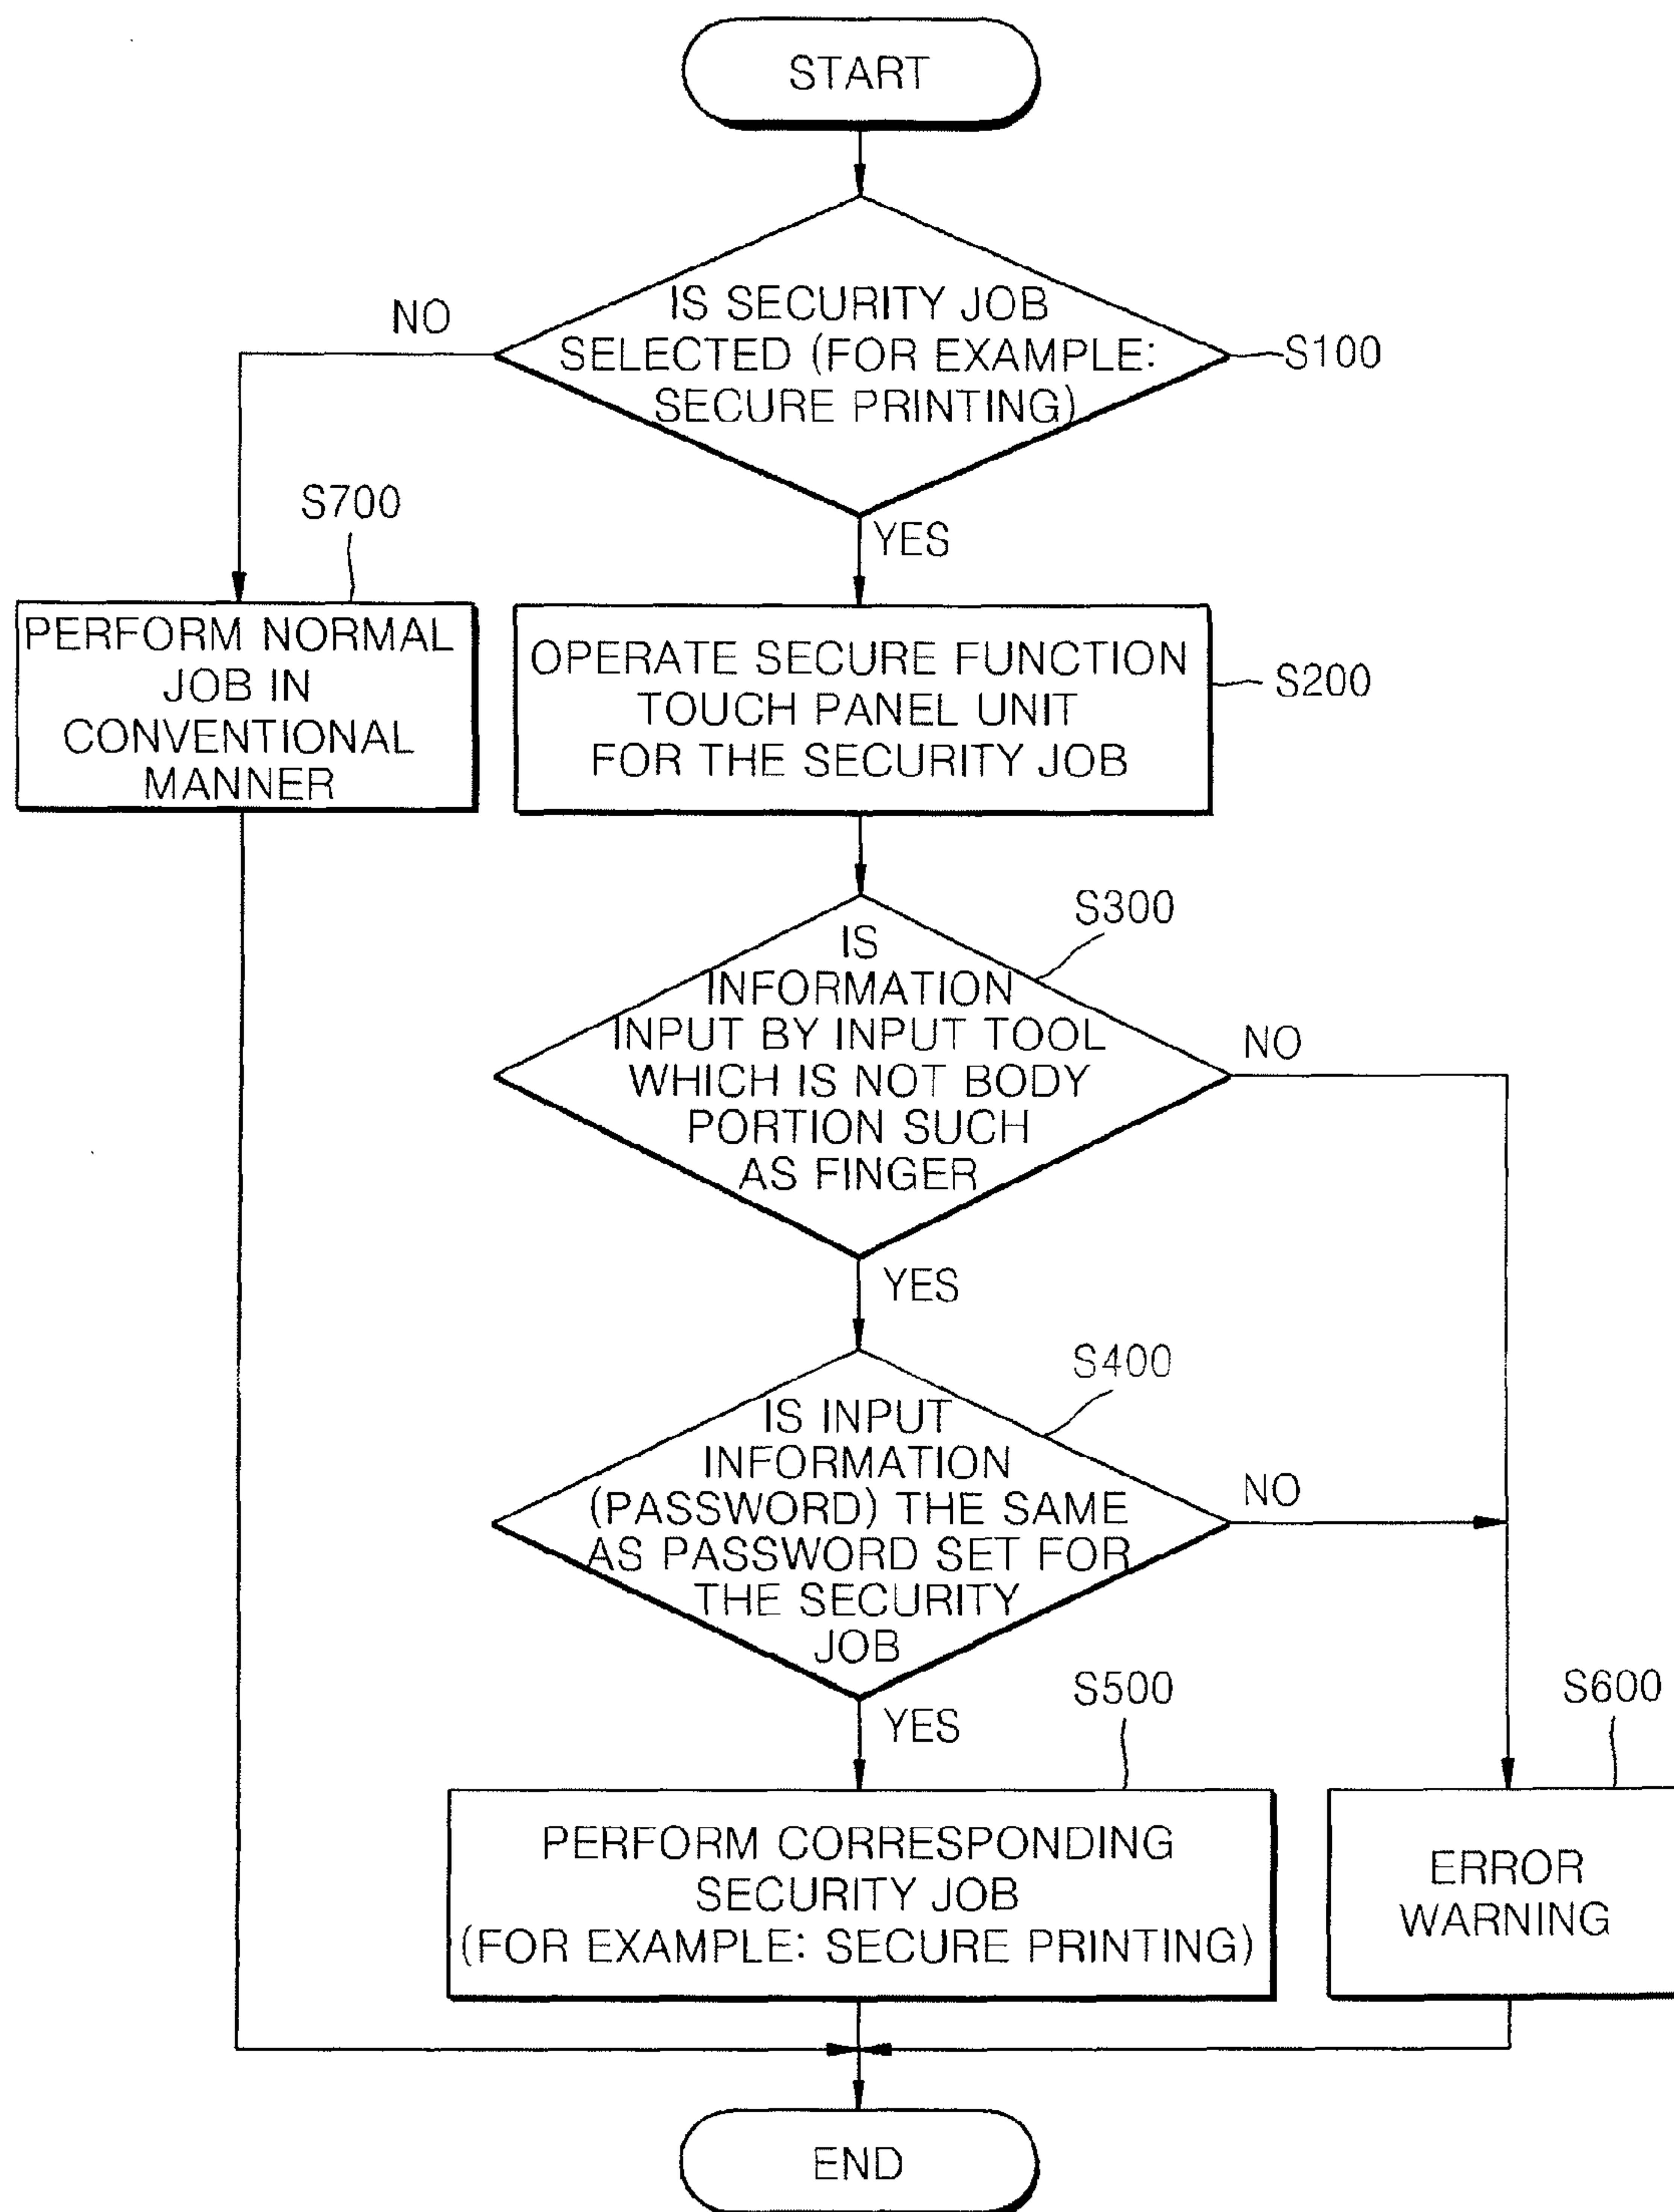 START
IS SECURITY JOB
SELECTED (FOR EXAMPLE:
SECURE PRINTING)
S100
NO
YES
S700
PERFORM NORMAL
JOB IN
CONVENTIONAL
MANNER
OPERATE SECURE FUNCTION
TOUCH PANEL UNIT
FOR THE SECURITY JOB
S200
S300
IS
INFORMATION
INPUT BY INPUT TOOL
WHICH IS NOT BODY
PORTION SUCH
AS FINGER
NO
YES
S400
IS INPUT
INFORMATION
(PASSWORD) THE SAME
AS PASSWORD SET FOR
THE SECURITY
JOB
NO
YES
S500
PERFORM CORRESPONDING
SECURITY JOB
(FOR EXAMPLE: SECURE PRINTING)
S600
ERROR
WARNING
END